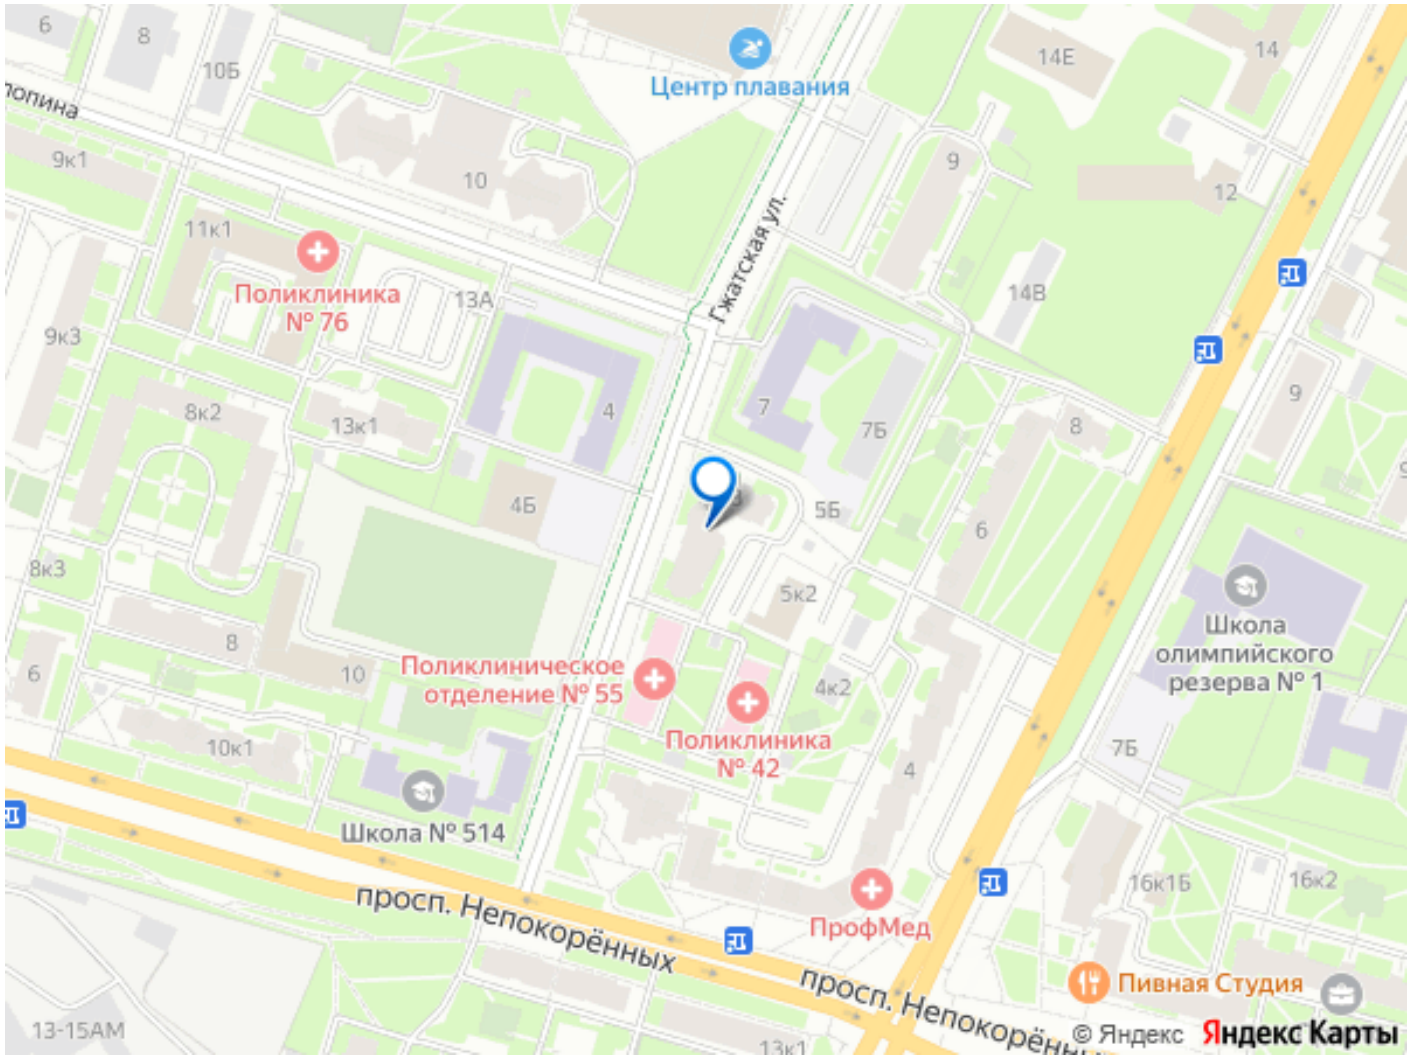 6
8
10Б
Центр плавания
14Е
14
9к1
10
9
12
Гжатская ул.
11к1
Поликлиника
№ 76
13А
14В
9к3
8к2
13к1
4
7
7Б
8
9
4Б
5Б
6
8к3
5к2
Школа
олимпийского
резерва № 1
8
6
10
Поликлиническое
отделение № 55
4к2
10к1
Поликлиника
№ 42
4
7Б
Школа № 514
16к1Б
16к2
просп. Непокорённых
ПрофМед
просп. Непокорённых
Пивная Студия
13-15АМ
13к1
© Яндекс
Яндекс Карты